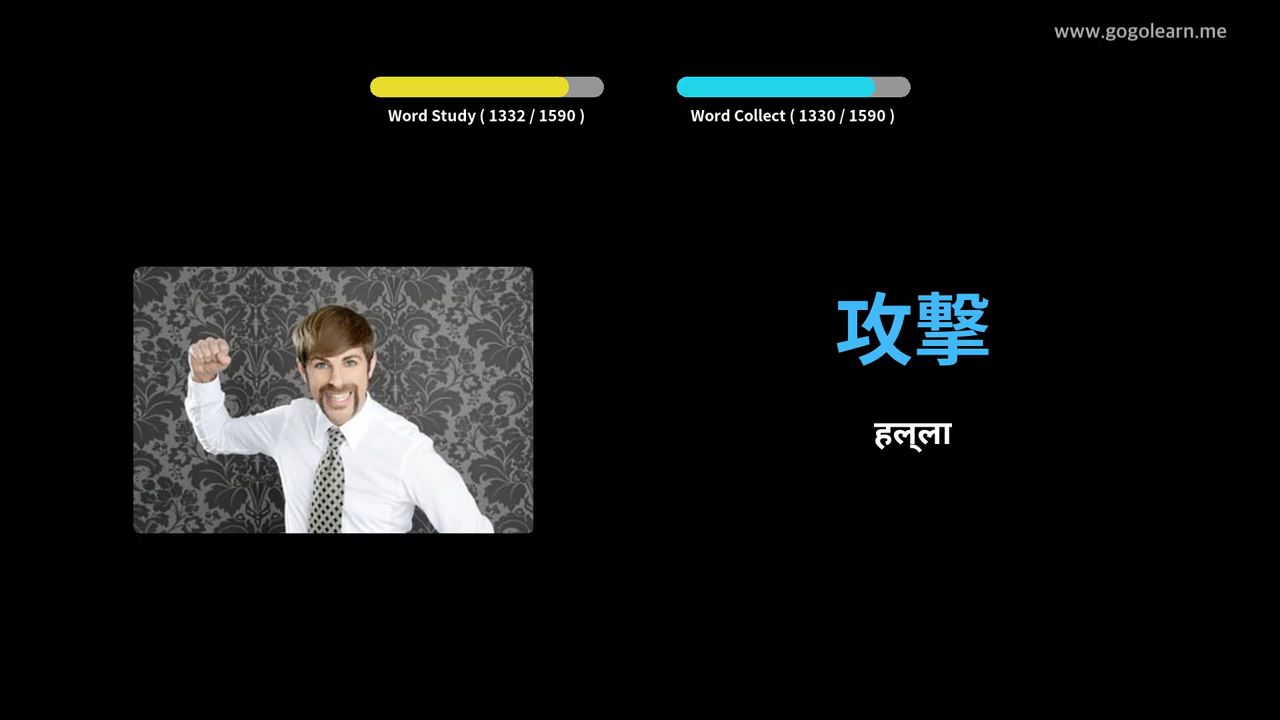 www.gogolearn.me
Word Study ( 1332 / 1590 )
Word Collect ( 1330 / 1590 )
攻撃
हल्‌ला